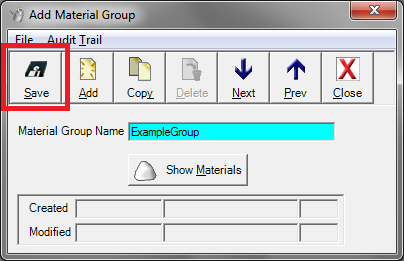 Add Material Group
File Audit Trail
Save Add Copy Delete Next Prev Close
Material Group Name ExampleGroup
Show Materials
Created
Modified